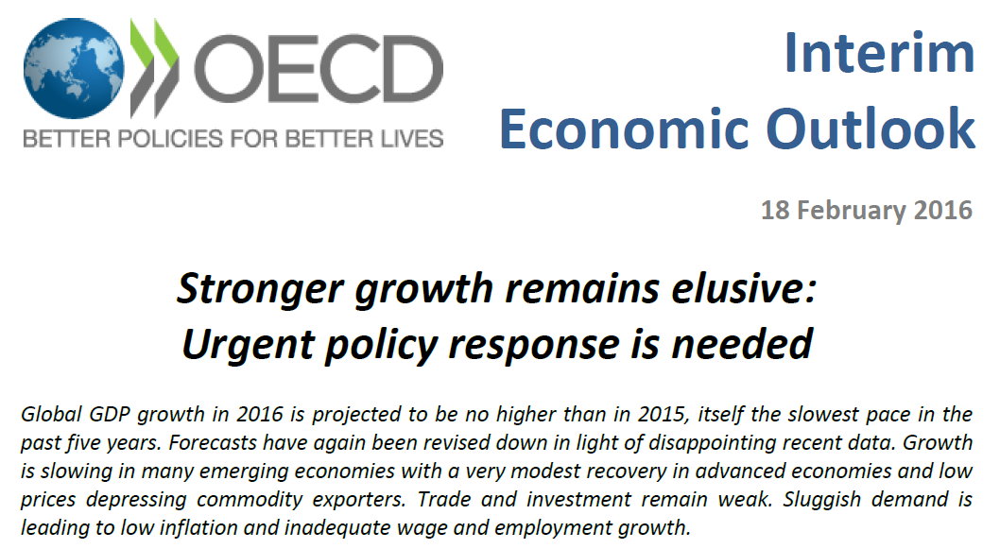 OECD
BETTER POLICIES FOR BETTER LIVES
Interim
Economic Outlook
18 February 2016
Stronger growth remains elusive:
Urgent policy response is needed
Global GDP growth in 2016 is projected to be no higher than in 2015, itself the slowest pace in the
past five years. Forecasts have again been revised down in light of disappointing recent data. Growth
is slowing in many emerging economies with a very modest recovery in advanced economies and low
prices depressing commodity exporters. Trade and investment remain weak. Sluggish demand is
leading to low inflation and inadequate wage and employment growth.